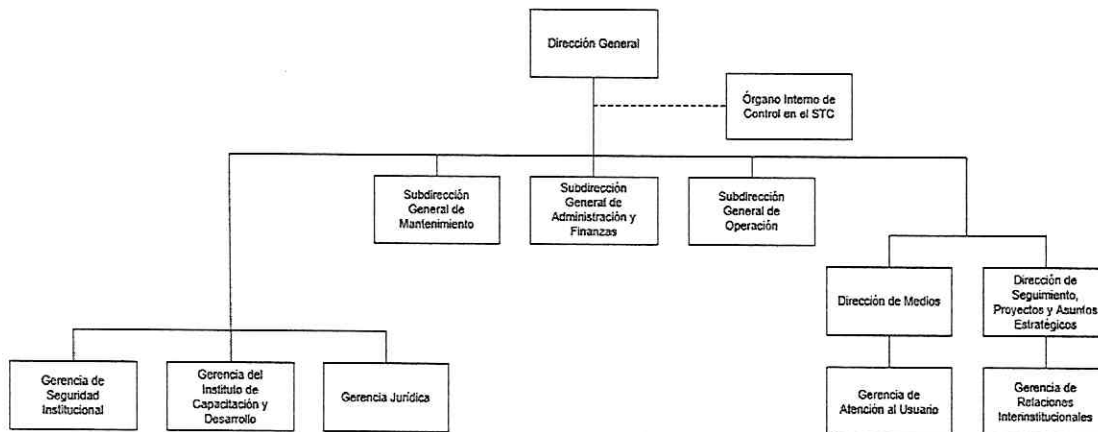 Dirección General
Órgano Interno de
Control en el STC
Subdirección
General de
Mantenimiento
Subdirección
General de
Administración y
Finanzas
Subdirección
General de
Operación
Dirección de Medios
Dirección de
Seguimiento,
Proyectos y Asuntos
Estratégicos
Gerencia de
Seguridad
Institucional
Gerencia del
Instituto de
Capacitación y
Desarrollo
Gerencia Jurídica
Gerencia de
Atención al Usuario
Gerencia de
Relaciones
Interinstitucionales